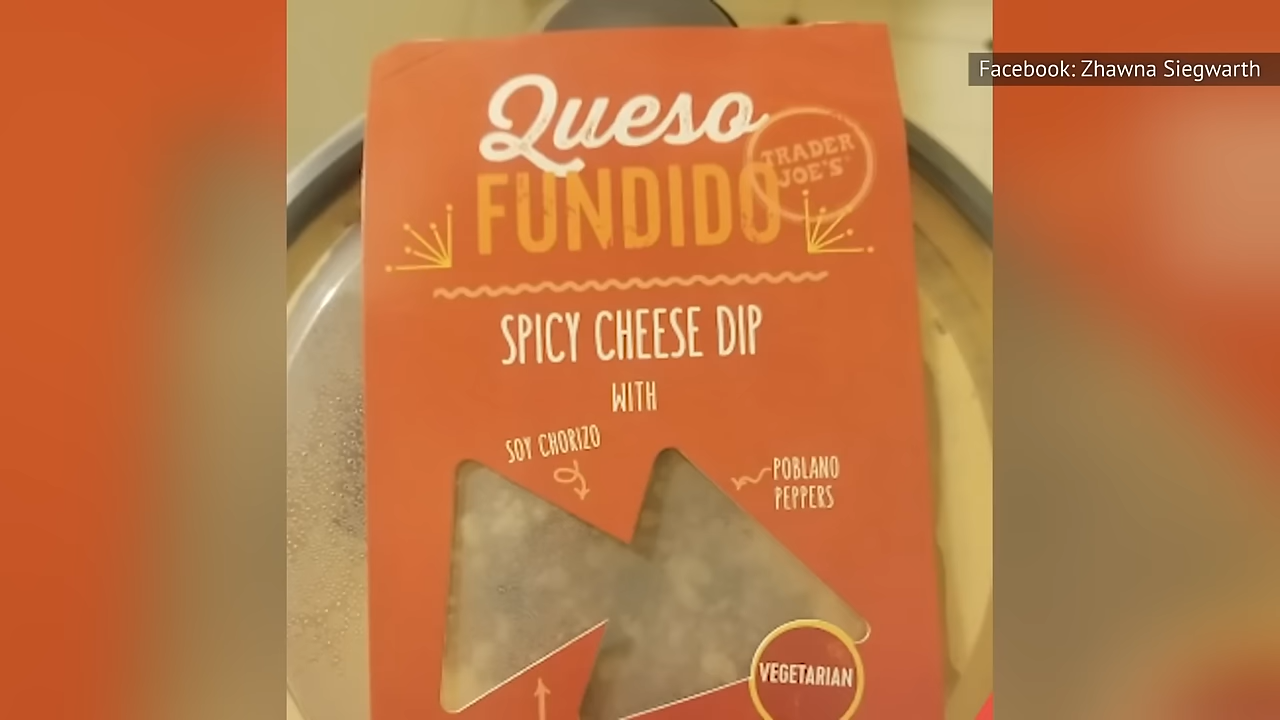 Facebook: Zhawna Siegwarth
Queso
TRADER
JOE'S
FUNDIDO
SPICY CHEESE DIP
WITH
SOY CHORIZO
POBLANO
PEPPERS
VEGETARIAN